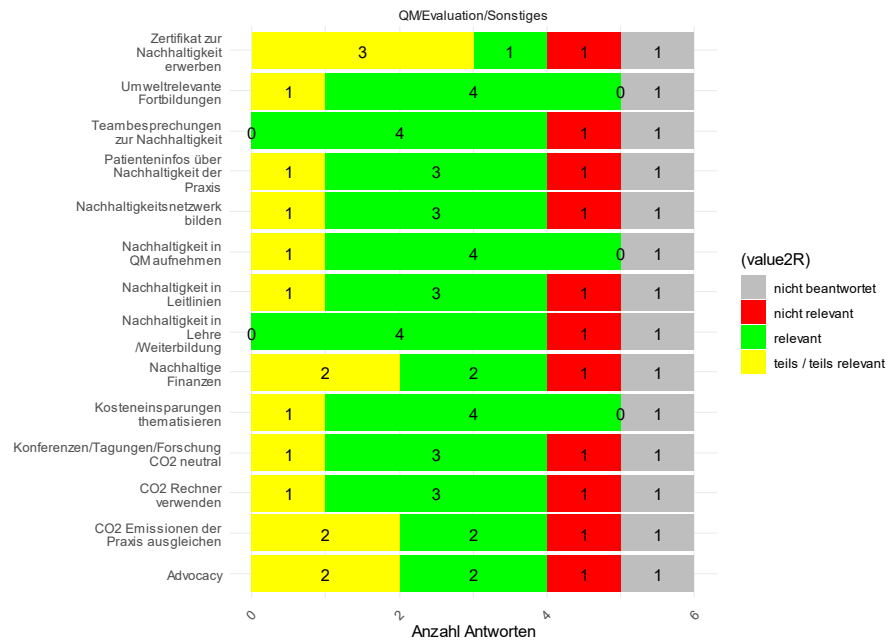 QM/Evaluation/Sonstiges
Zertifikat zur
Nachhaltigkeit
erwerben
3 1 1 1
Umweltrelevante
Fortbildungen
1 4 0 1
Teambesprechungen
zur Nachhaltigkeit
0 4 1 1
Patienteninfos über
Nachhaltigkeit der
Praxis
1 3 1 1
Nachhaltigkeitsnetzwerk
bilden
1 3 1 1
Nachhaltigkeit in
QM aufnehmen
1 4 0 1
Nachhaltigkeit in
Leitlinien
1 3 1 1
Nachhaltigkeit in
Lehre
/Weiterbildung
0 4 1 1
Nachhaltige
Finanzen
2 2 1 1
Kosteneinsparungen
thematisieren
1 4 0 1
Konferenzen/Tagungen/Forschung
CO2 neutral
1 3 1 1
CO2 Rechner
verwenden
1 3 1 1
CO2 Emissionen der
Praxis ausgleichen
2 2 1 1
Advocacy
2 2 1 1
0 2 4 6
Anzahl Antworten
(value2R)
nicht beantwortet
nicht relevant
relevant
teils / teils relevant